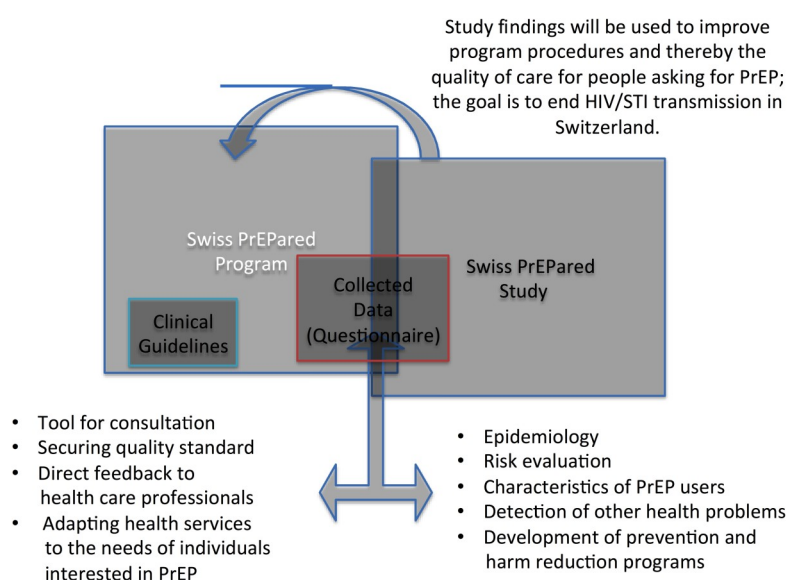 Study findings will be used to improve
program procedures and thereby the
quality of care for people asking for PrEP;
the goal is to end HIV/STI transmission in
Switzerland.
Swiss PrEPared
Program
Swiss PrEPared
Study
Collected
Data
(Questionnaire)
Clinical
Guidelines
• Tool for consultation
• Securing quality standard
• Direct feedback to
health care professionals
• Adapting health services
to the needs of individuals
interested in PrEP
• Epidemiology
• Risk evaluation
• Characteristics of PrEP users
• Detection of other health problems
• Development of prevention and
harm reduction programs